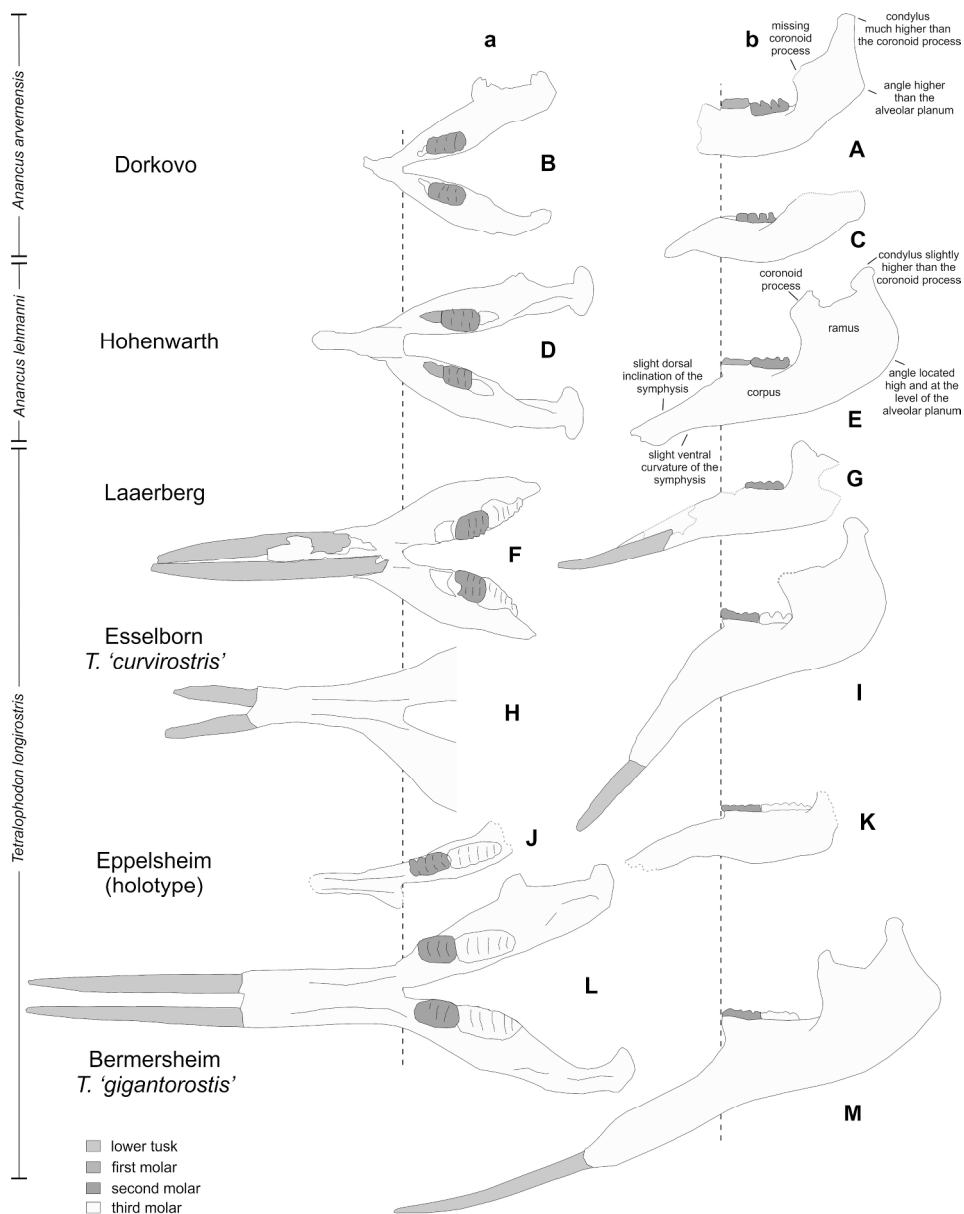 a
b
missing
coronoid
process
condylus
much higher than
the coronoid process
angle higher
than the
alveolar planum
Anancus arvernensis
Dorkovo
B
A
C
condylus slightly
higher than the
coronoid process
coronoid
process
ramus
Anancus lehmanni
Hohenwarth
D
slight dorsal
inclination of the
symphysis
corpus
angle located
high and at the
level of the
alveolar planum
E
slight ventral
curvature of the
symphysis
Laaerberg
G
F
Esselborn
T. ‘curvirostris’
H
I
Tetralophodon longirostris
J
K
Eppelsheim
(holotype)
L
Bermersheim
T. ‘gigantorostis’
M
lower tusk
first molar
second molar
third molar